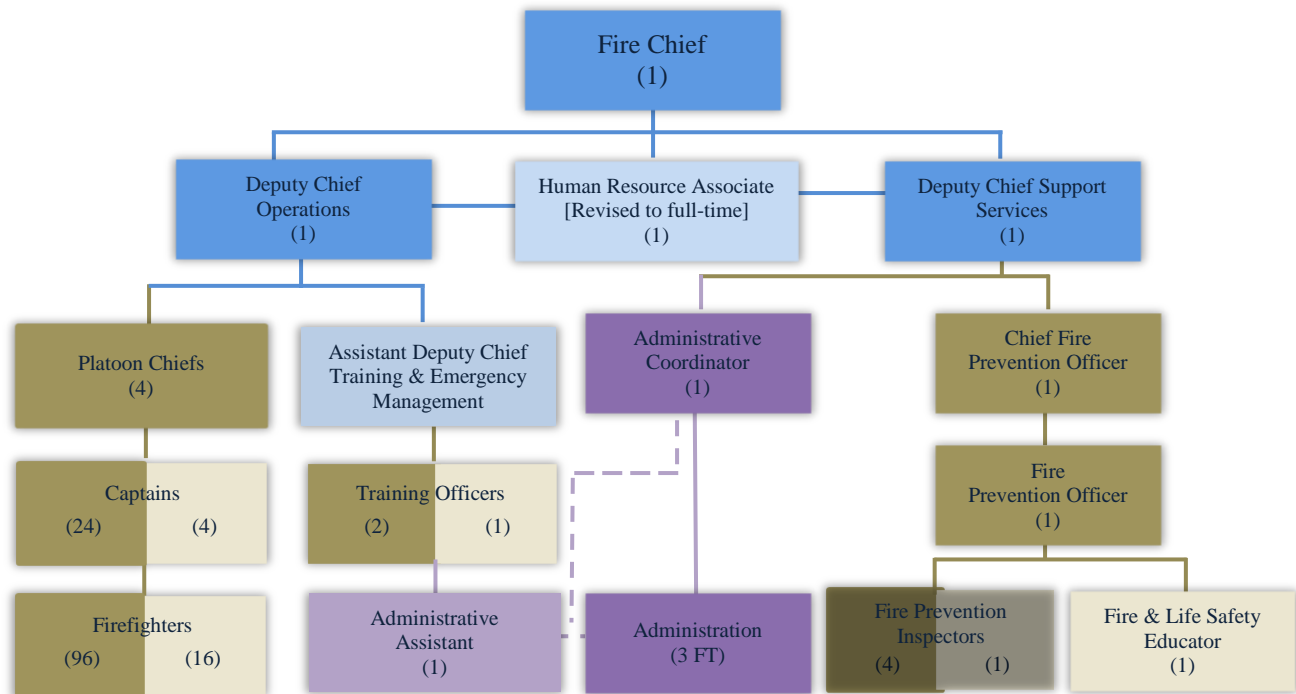 Fire Chief
(1)
Deputy Chief
Operations
(1)
Human Resource Associate
[Revised to full-time]
(1)
Deputy Chief Support
Services
(1)
Platoon Chiefs
(4)
Assistant Deputy Chief
Training & Emergency
Management
Administrative
Coordinator
(1)
Chief Fire
Prevention Officer
(1)
Captains
(24) (4)
Training Officers
(2) (1)
Fire
Prevention Officer
(1)
Firefighters
(96) (16)
Administrative
Assistant
(1)
Administration
(3 FT)
Fire Prevention
Inspectors
(4) (1)
Fire & Life Safety
Educator
(1)